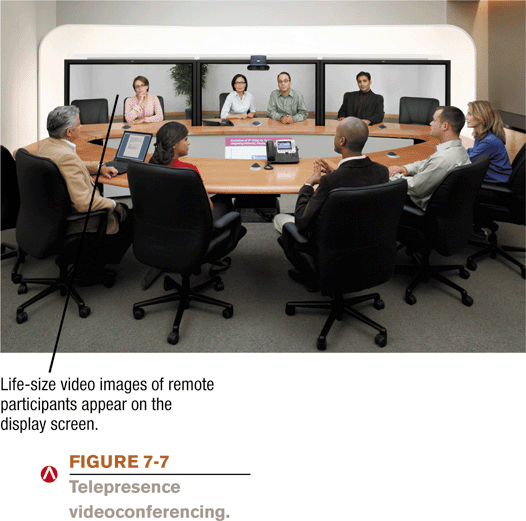 Life-size video images of remote
participants appear on the
display screen.
FIGURE 7-7
Telepresence
videoconferencing.